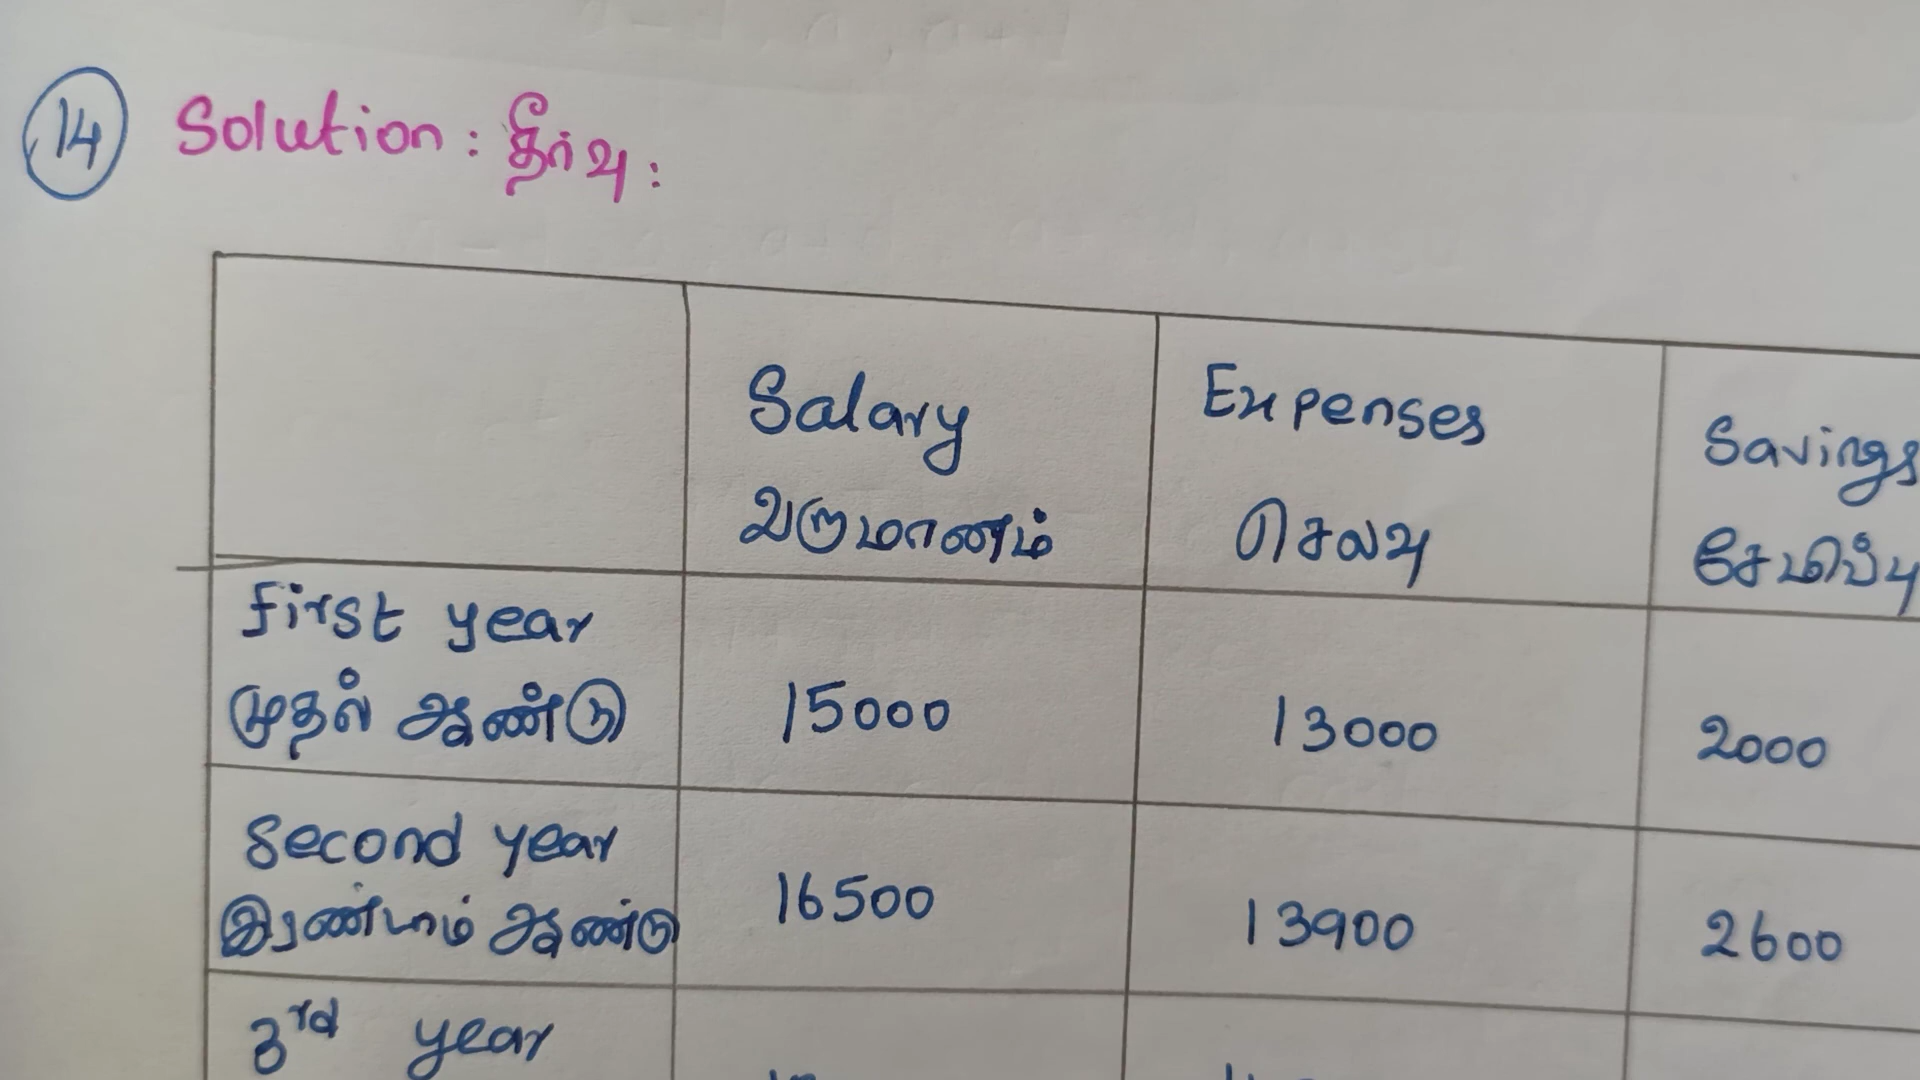 14 Solution : தீர்வு :
Salary Expenses Savings
வருமானம் செலவு சேமிப்பு
first year
முதல் ஆண்டு 15000 13000 2000
Second year
இரண்டாம் ஆண்டு 16500 13900 2600
3rd year